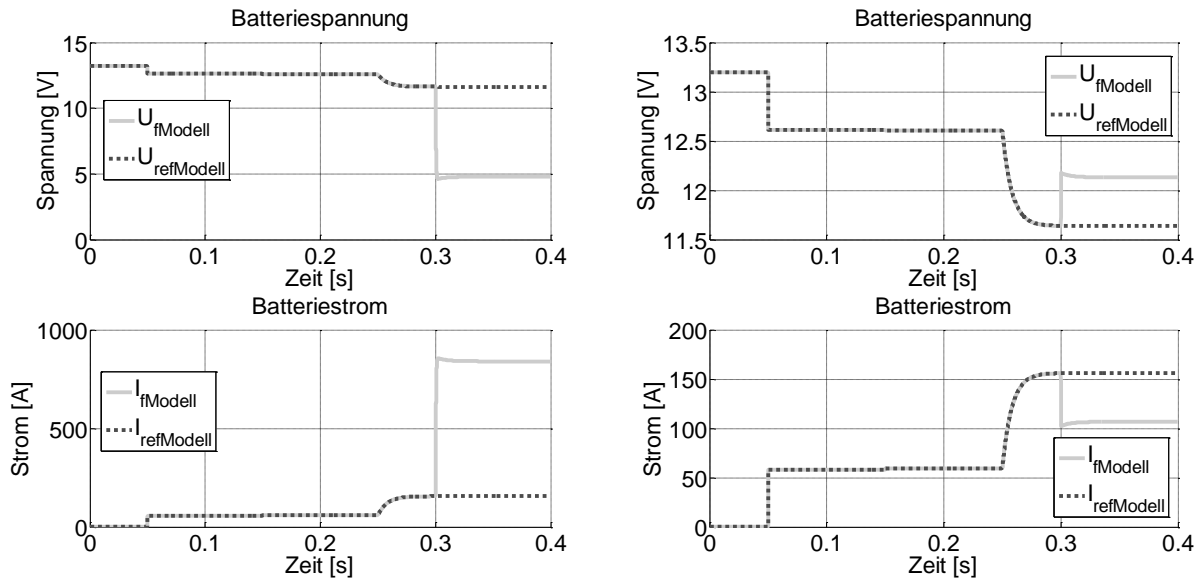 Batteriespannung
15
10
5
0
Spannung [V]
U_fModell
U_refModell
0 0.1 0.2 0.3 0.4
Zeit [s]
Batteriespannung
13.5
13
12.5
12
11.5
Spannung [V]
U_fModell
U_refModell
0 0.1 0.2 0.3 0.4
Zeit [s]
Batteriestrom
1000
500
0
Strom [A]
I_fModell
I_refModell
0 0.1 0.2 0.3 0.4
Zeit [s]
Batteriestrom
200
150
100
50
0
Strom [A]
I_fModell
I_refModell
0 0.1 0.2 0.3 0.4
Zeit [s]